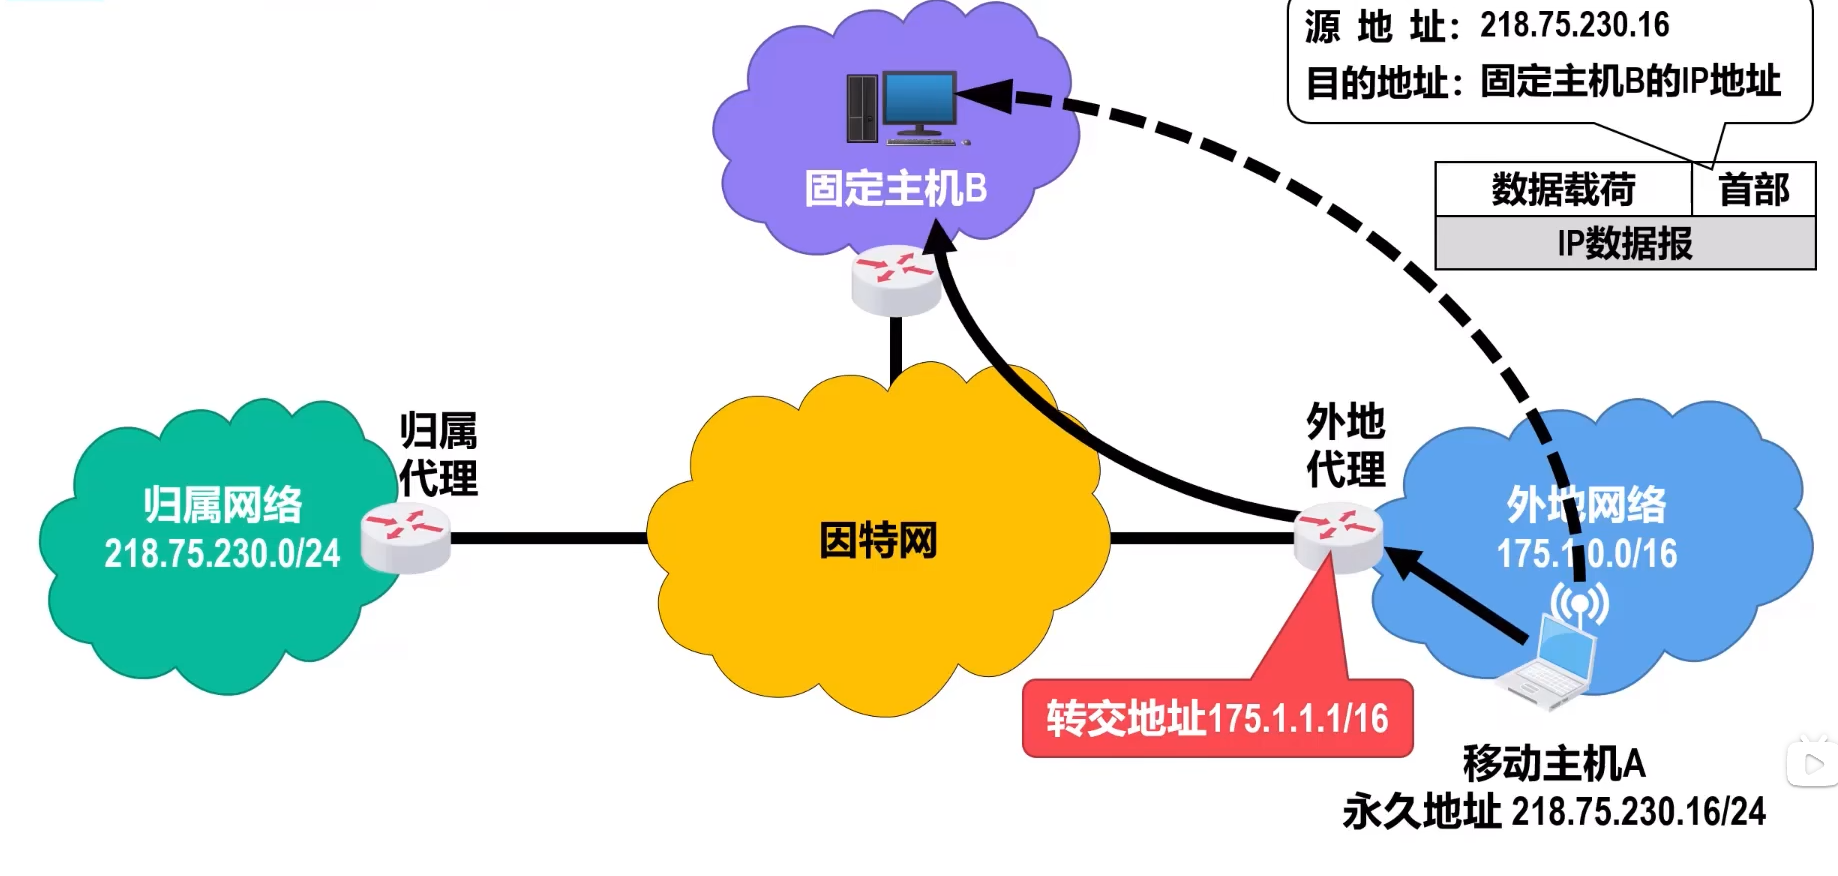 源 地 址：218.75.230.16
目的地址：固定主机B的IP地址
数据载荷
首部
IP数据报
固定主机B
归属
代理
归属网络
218.75.230.0/24
因特网
外地
代理
外地网络
175.1.0.0/16
转交地址175.1.1.1/16
移动主机A
永久地址 218.75.230.16/24